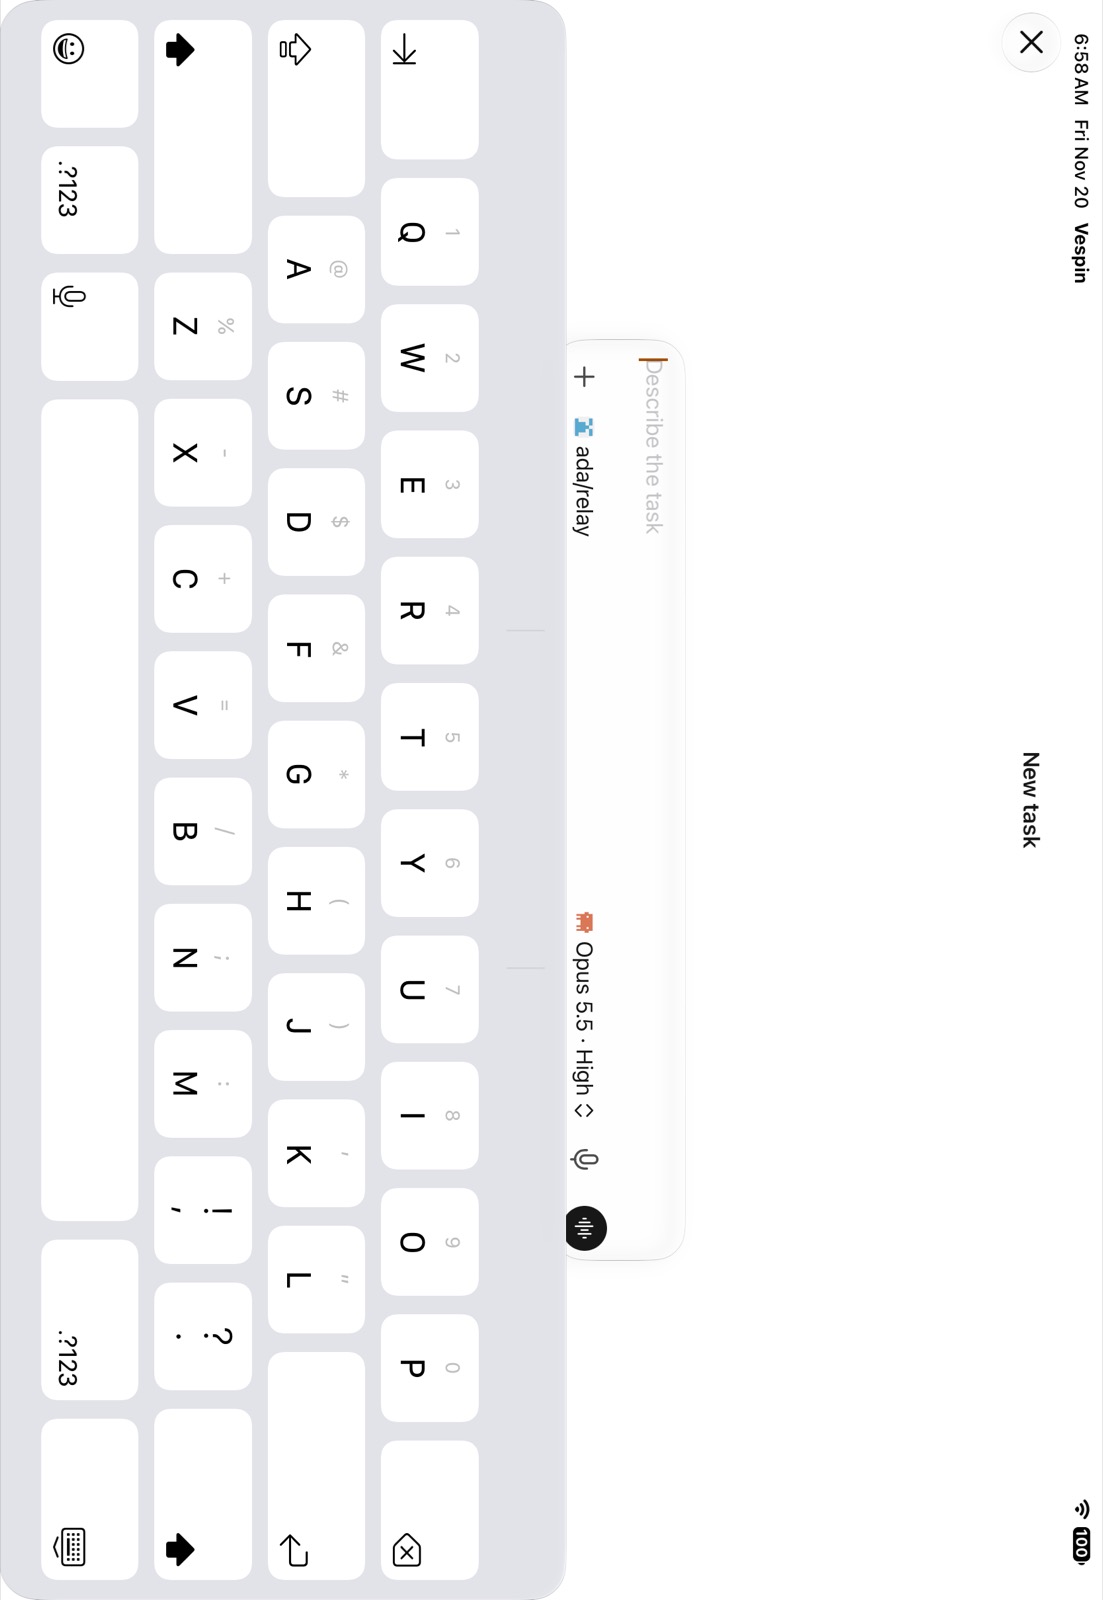 6:58 AM Fri Nov 20 Vespin
100
New task
Describe the task
ada/relay
Opus 5.5 · High
1 2 3 4 5 6 7 8 9 0
Q W E R T Y U I O P
@ # $ & * ( ) ' "
A S D F G H J K L
% - + = / ; : ! ?
Z X C V B N M , .
.?123 .?123